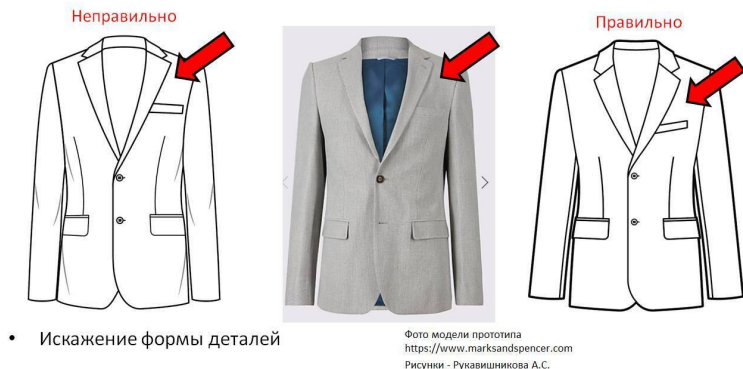 Неправильно
Правильно
• Искажение формы деталей
Фото модели прототипа
https://www.marksandspencer.com
Рисунки - Рукавишникова А.С.